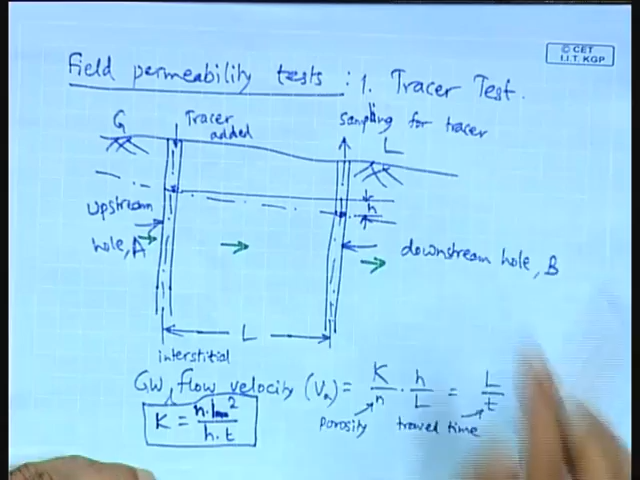 © CET
I.I.T. KGP
Field permeability tests : 1. Tracer Test.
G
Tracer added
Sampling for tracer
L
upstream hole, A
h
downstream hole, B
L
interstitial
GW flow velocity (Va) = K/n · h/L = L/t
porosity
travel time
K = n·L²/h·t